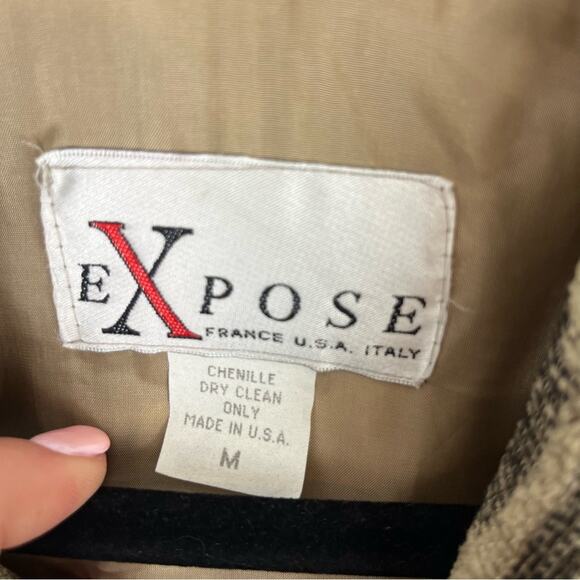 EXPOSE
FRANCE U.S.A. ITALY
CHENILLE
DRY CLEAN
ONLY
MADE IN U.S.A.
M